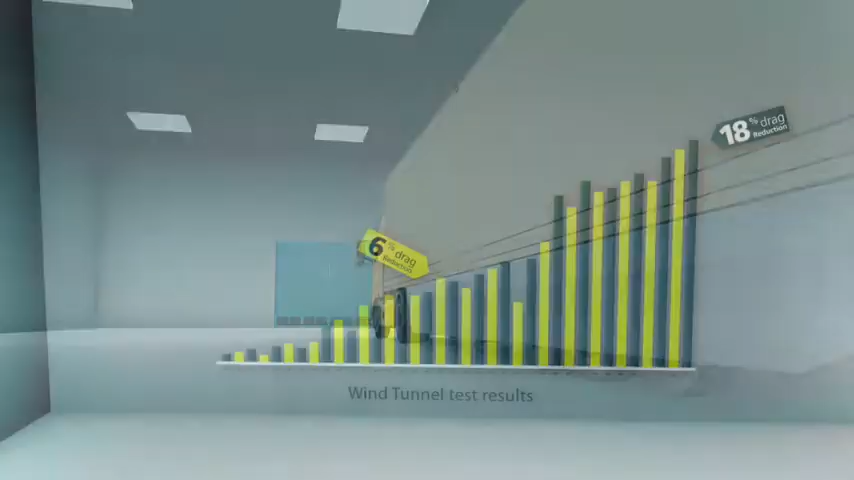 18% drag
Reduction
6% drag
Reduction
Wind Tunnel test results